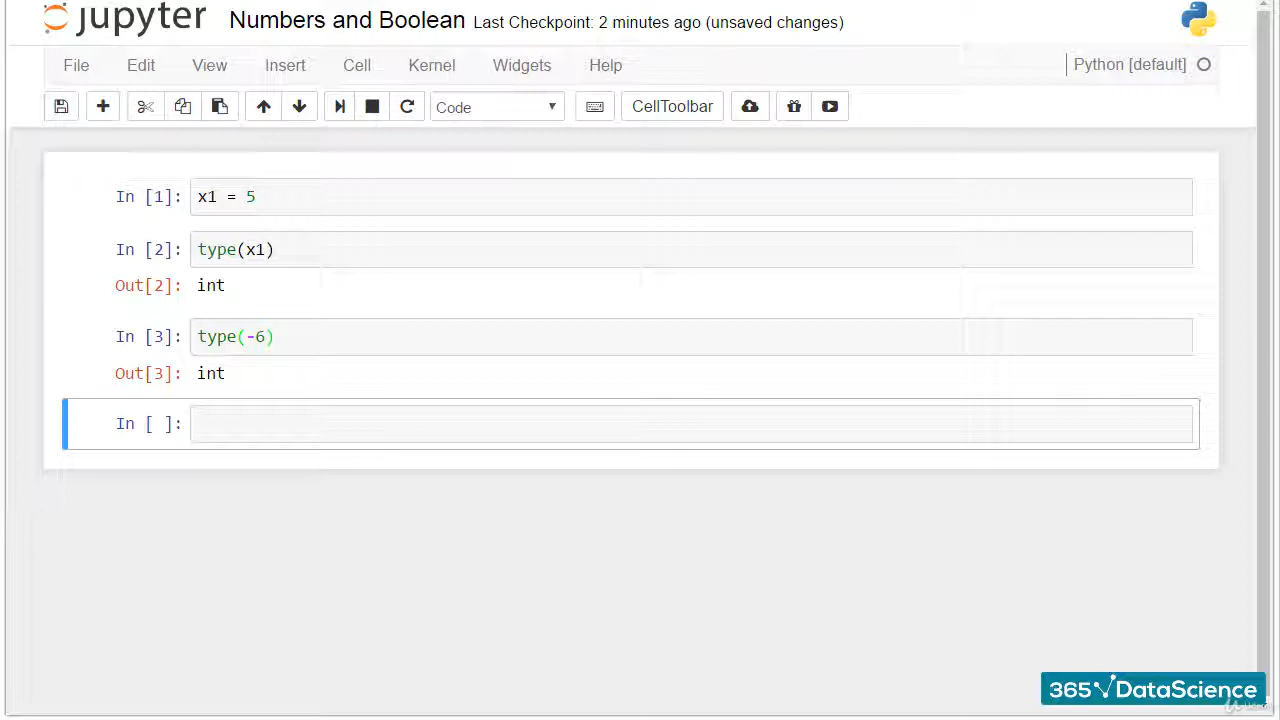 jupyter Numbers and Boolean Last Checkpoint: 2 minutes ago (unsaved changes)
File Edit View Insert Cell Kernel Widgets Help Python [default]
Code CellToolbar
In [1]: x1 = 5
In [2]: type(x1)
Out[2]: int
In [3]: type(-6)
Out[3]: int
In [ ]:
365 DataScience
Udemy